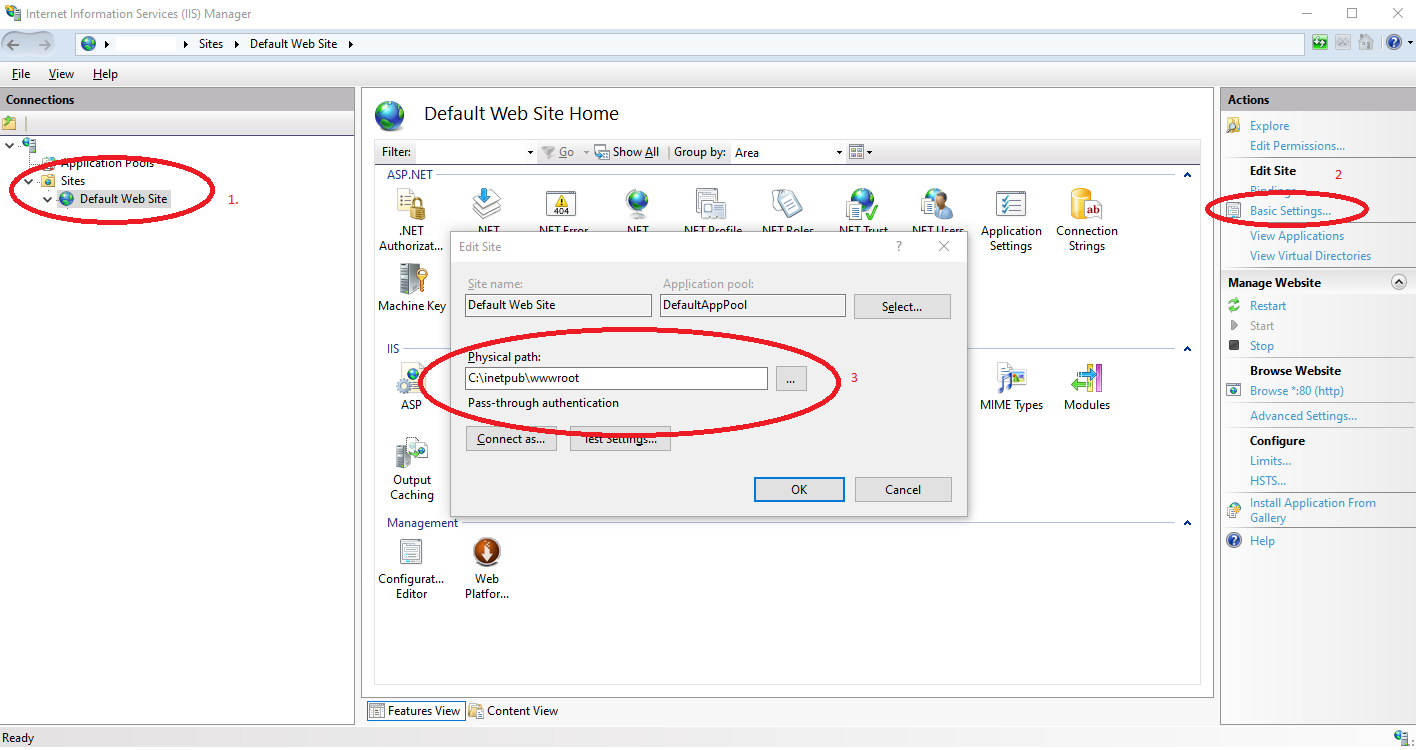 Internet Information Services (IIS) Manager
Sites
Default Web Site
File View Help
Connections
Application Pools
Sites
Default Web Site
1.
Default Web Site Home
Filter:
Go
Show All
Group by: Area
ASP.NET
.NET
Authorizat...
.NET
.NET Error
.NET
.NET Profile
.NET Roles
.NET Trust
.NET Users
Application
Settings
Connection
Strings
Machine Key
IIS
ASP
MIME Types
Modules
Output
Caching
Management
Configurat...
Editor
Web
Platfor...
Edit Site
?
Site name:
Application pool:
Default Web Site
DefaultAppPool
Select...
Physical path:
C:\inetpub\wwwroot
...
3
Pass-through authentication
Connect as...
Test Settings...
OK
Cancel
Features View
Content View
Actions
Explore
Edit Permissions...
Edit Site
2
Bindings...
Basic Settings...
View Applications
View Virtual Directories
Manage Website
Restart
Start
Stop
Browse Website
Browse *:80 (http)
Advanced Settings...
Configure
Limits...
HSTS...
Install Application From
Gallery
Help
Ready